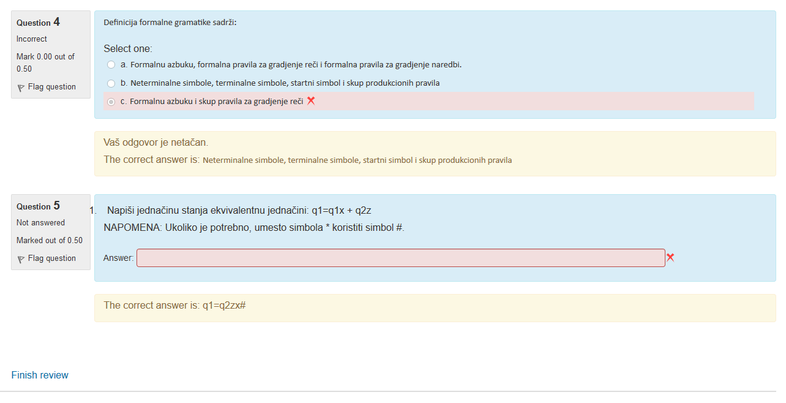 Question 4
Incorrect
Mark 0.00 out of
0.50
Flag question
Definicija formalne gramatike sadrži:
Select one:
a. Formalnu azbuku, formalna pravila za gradjenje reči i formalna pravila za gradjenje naredbi.
b. Neterminalne simbole, terminalne simbole, startni simbol i skup produkcionih pravila
c. Formalnu azbuku i skup pravila za gradjenje reči
Vaš odgovor je netačan.
The correct answer is: Neterminalne simbole, terminalne simbole, startni simbol i skup produkcionih pravila
Question 5
Not answered
Marked out of 0.50
Flag question
1. Napiši jednačinu stanja ekvivalentnu jednačini: q1=q1x + q2z
NAPOMENA: Ukoliko je potrebno, umesto simbola * koristiti simbol #.
Answer:
The correct answer is: q1=q2zx#
Finish review